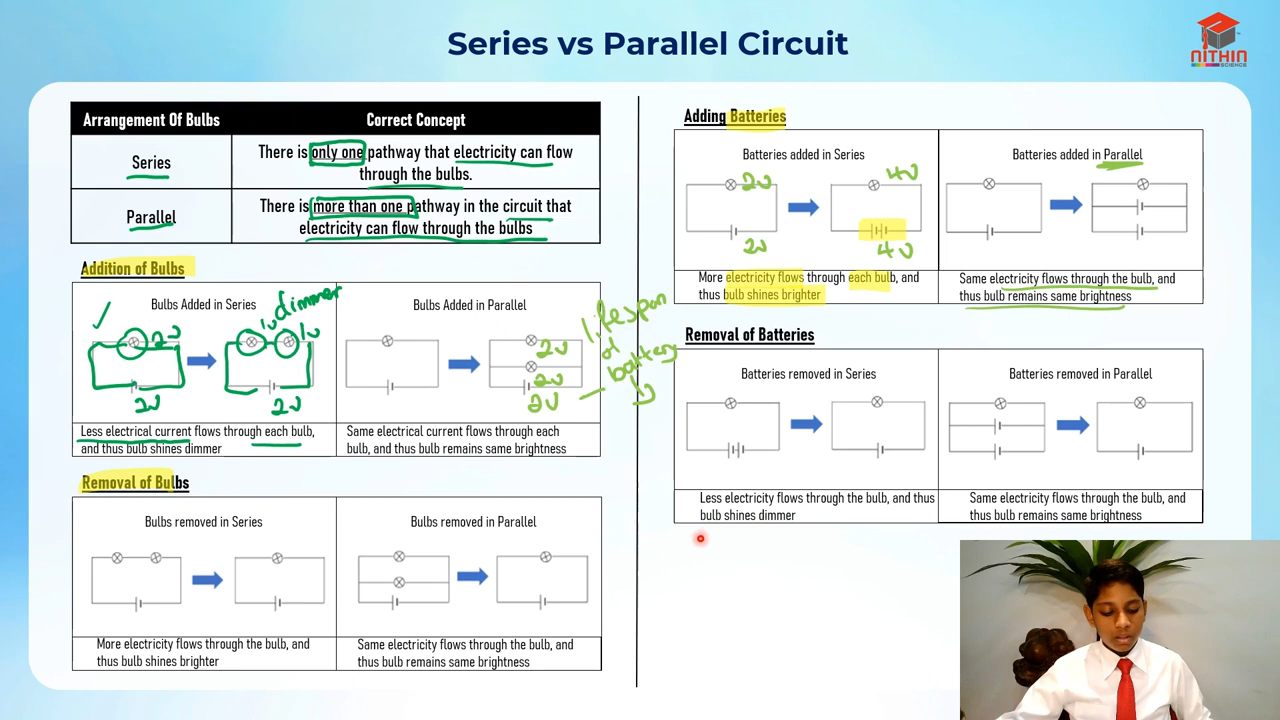 Series vs Parallel Circuit
NITHIN
SCIENCE
Arrangement Of Bulbs
Correct Concept
Series
There is only one pathway that electricity can flow
through the bulbs.
Parallel
There is more than one pathway in the circuit that
electricity can flow through the bulbs
Addition of Bulbs
Bulbs Added in Series
dimmer
2v
1v
1v
2v
2v
Less electrical current flows through each bulb,
and thus bulb shines dimmer
Bulbs Added in Parallel
2v
2v
2v
lifespan
of
battery
Same electrical current flows through each
bulb, and thus bulb remains same brightness
Removal of Bulbs
Bulbs removed in Series
More electricity flows through the bulb, and
thus bulb shines brighter
Bulbs removed in Parallel
Same electricity flows through the bulb, and
thus bulb remains same brightness
Adding Batteries
Batteries added in Series
2v
4v
2v
4v
More electricity flows through each bulb, and
thus bulb shines brighter
Batteries added in Parallel
Same electricity flows through the bulb, and
thus bulb remains same brightness
Removal of Batteries
Batteries removed in Series
Less electricity flows through the bulb, and thus
bulb shines dimmer
Batteries removed in Parallel
Same electricity flows through the bulb, and
thus bulb remains same brightness